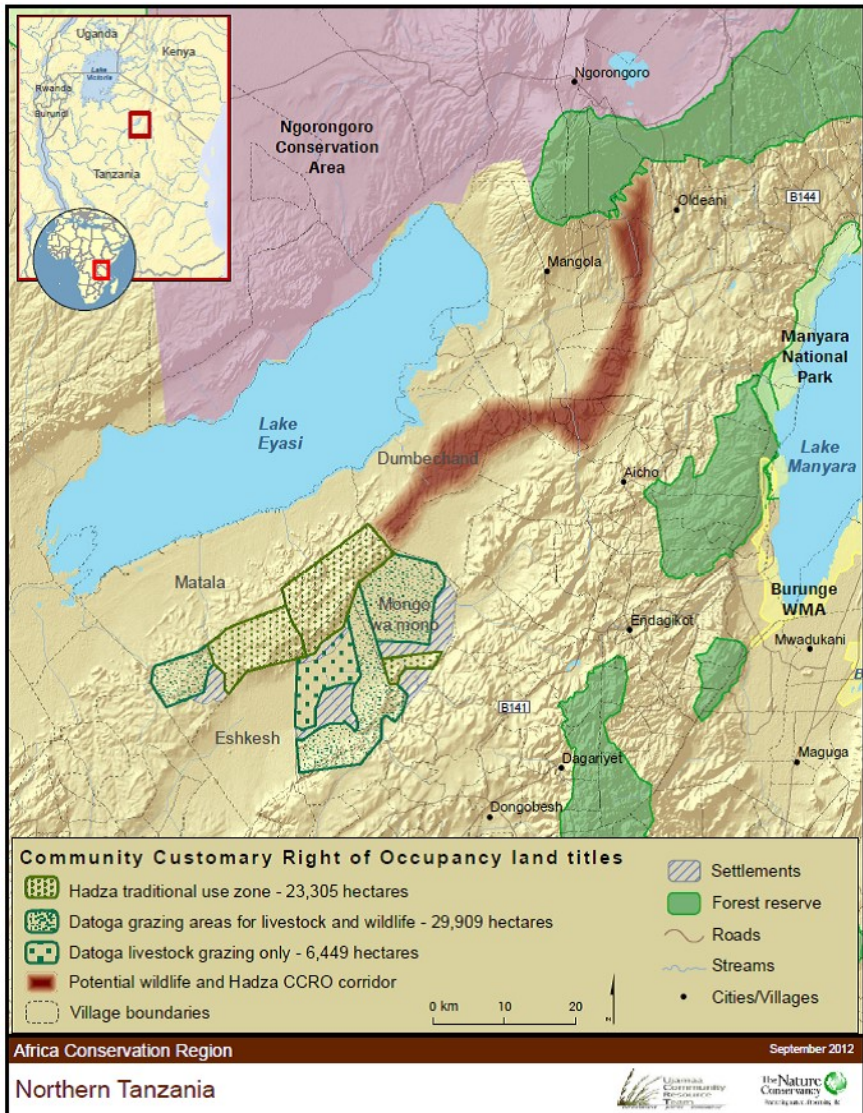 Uganda
Kenya
Lake
Victoria
Rwanda
Burundi
Tanzania
Ngorongoro
Ngorongoro
Conservation
Area
Oldeani
B144
Mangola
Manyara
National
Park
Lake
Eyasi
Lake
Manyara
Dumbechand
Aicho
Matala
Mongo
wa mono
Burunge
WMA
Endagikot
Mwadukani
B
B141
Eshkesh
Dagariyet
Maguga
Dongobesh
Community Customary Right of Occupancy land titles
Hadza traditional use zone - 23,305 hectares
Datoga grazing areas for livestock and wildlife - 29,909 hectares
Datoga livestock grazing only - 6,449 hectares
Potential wildlife and Hadza CCRO corridor
Village boundaries
Settlements
Forest reserve
Roads
Streams
Cities/Villages
0 km 10 20
Africa Conservation Region
September 2012
Northern Tanzania
Ujamaa
Community
Resource
Team
The Nature
Conservancy